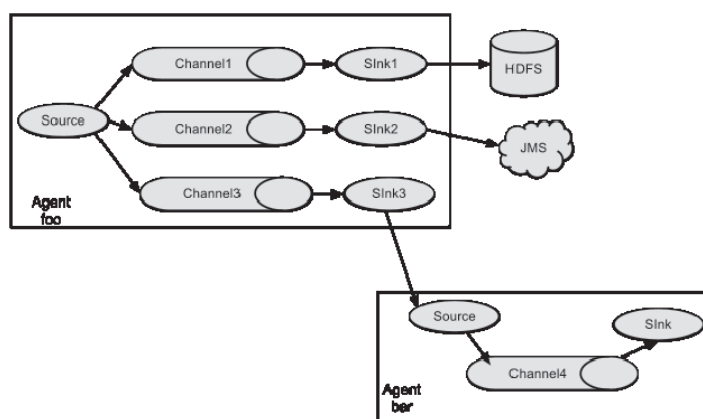 Channel1
SInk1
HDFS
Source
Channel2
SInk2
JMS
Channel3
SInk3
Agent
foo
Source
SInk
Channel4
Agent
bar